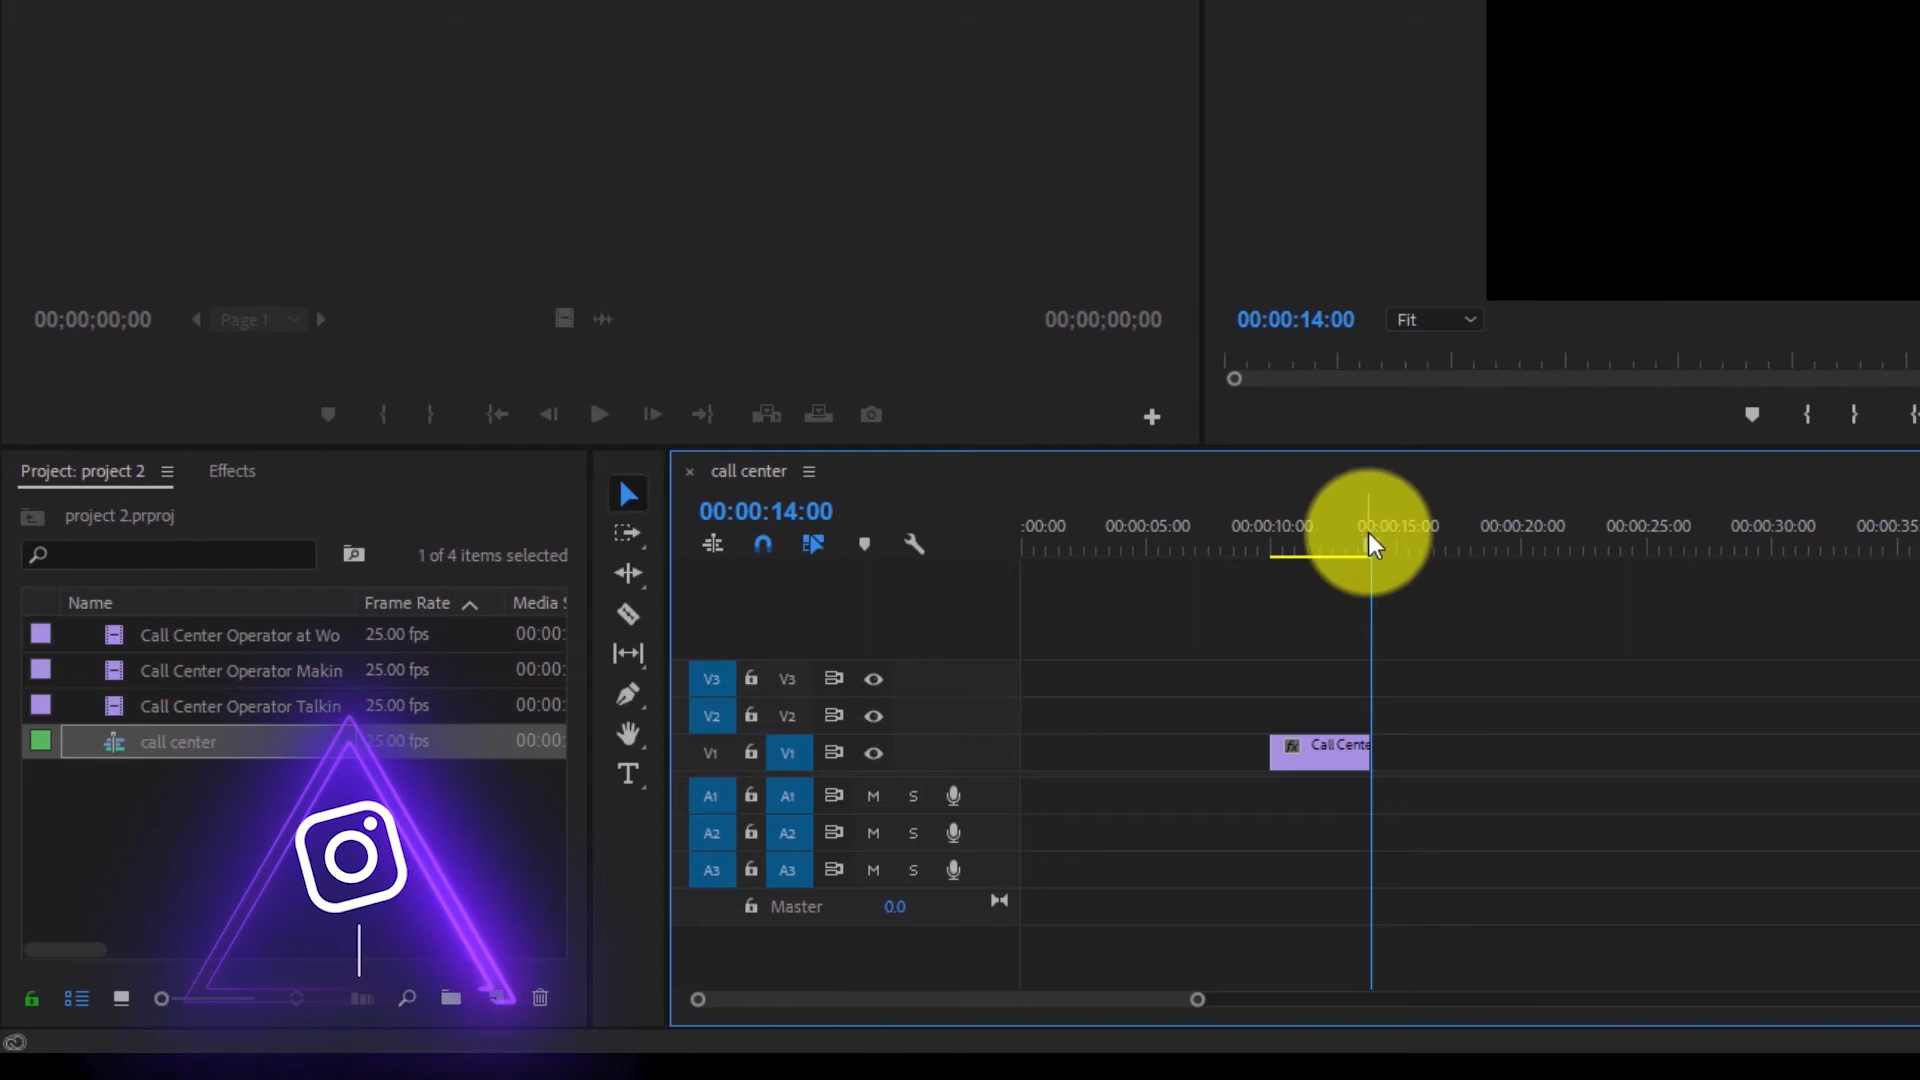 00;00;00;00
Page 1
00;00;00;00
00:00:14:00
Fit
Project: project 2
Effects
project 2.prproj
1 of 4 items selected
Name
Frame Rate
Media S
Call Center Operator at Wo
25.00 fps
00:00:
Call Center Operator Makin
25.00 fps
00:00:
Call Center Operator Talkin
25.00 fps
00:00:
call center
25.00 fps
00:00:
call center
00:00:14:00
:00:00
00:00:05:00
00:00:10:00
00:00:15:00
00:00:20:00
00:00:25:00
00:00:30:00
00:00:35
V3
V3
V2
V2
V1
V1
fx
Call Cente
A1
A1
M
S
A2
A2
M
S
A3
A3
M
S
Master
0.0